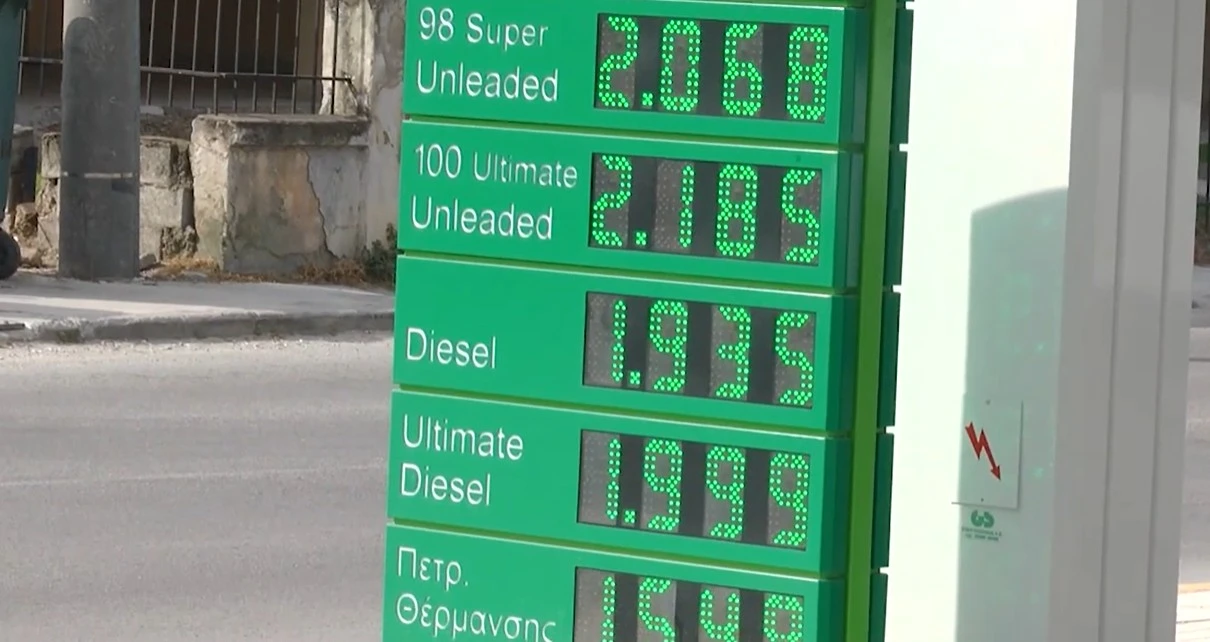 98 Super
Unleaded
2.068
100 Ultimate
Unleaded
2.185
Diesel
1.935
Ultimate
Diesel
1.999
Πετρ.
Θέρμανσης
1549